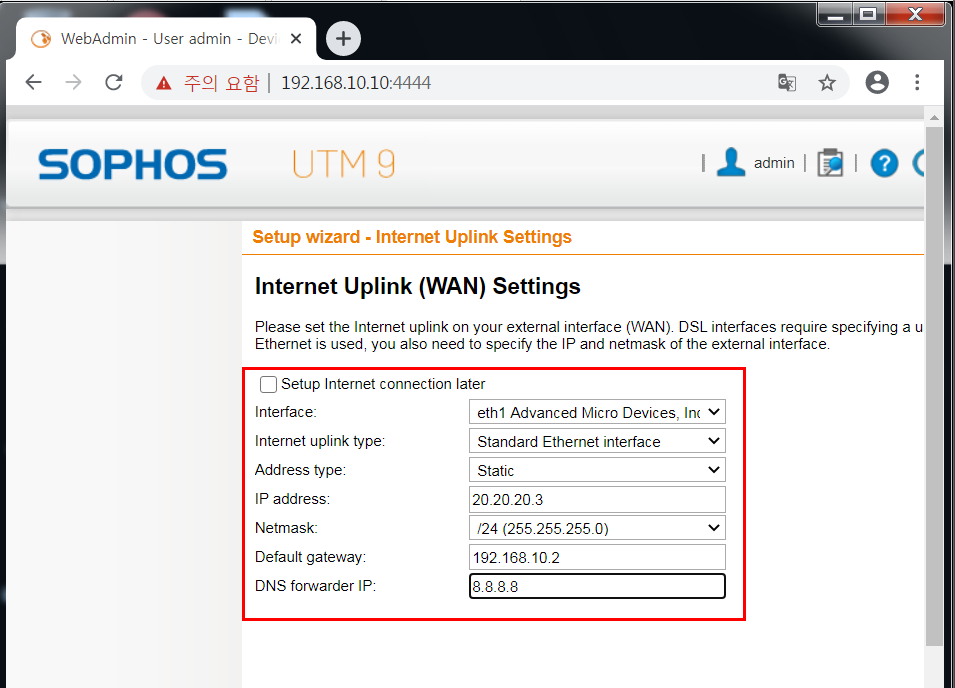 WebAdmin - User admin - Devi
주의 요함 | 192.168.10.10:4444
SOPHOS UTM 9 | admin | | ?
Setup wizard - Internet Uplink Settings
Internet Uplink (WAN) Settings
Please set the Internet uplink on your external interface (WAN). DSL interfaces require specifying a u
Ethernet is used, you also need to specify the IP and netmask of the external interface.
Setup Internet connection later
Interface: eth1 Advanced Micro Devices, Inc
Internet uplink type: Standard Ethernet interface
Address type: Static
IP address: 20.20.20.3
Netmask: /24 (255.255.255.0)
Default gateway: 192.168.10.2
DNS forwarder IP: 8.8.8.8